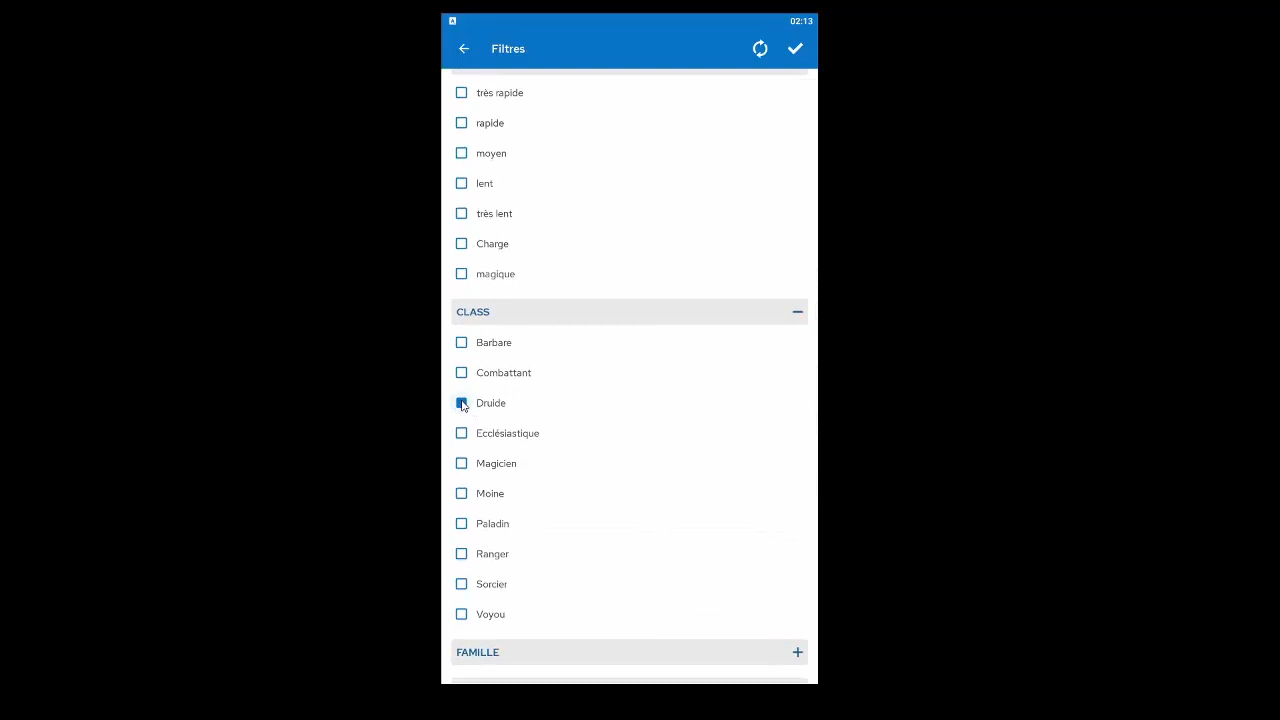 02:13
Filtres
très rapide
rapide
moyen
lent
très lent
Charge
magique
CLASS
Barbare
Combattant
Druide
Ecclésiastique
Magicien
Moine
Paladin
Ranger
Sorcier
Voyou
FAMILLE